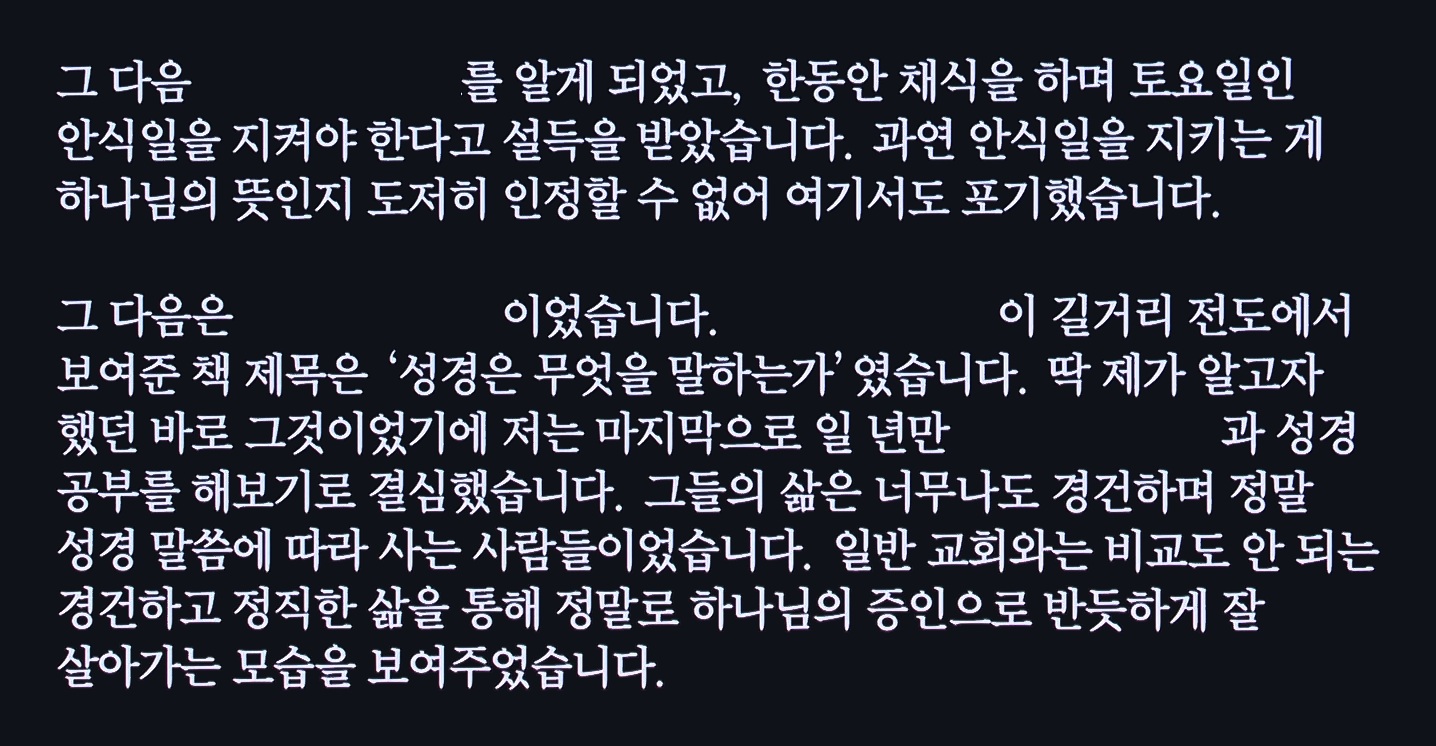 그 다음 를 알게 되었고, 한동안 채식을 하며 토요일인
안식일을 지켜야 한다고 설득을 받았습니다. 과연 안식일을 지키는 게
하나님의 뜻인지 도저히 인정할 수 없어 여기서도 포기했습니다.
그 다음은 이었습니다. 이 길거리 전도에서
보여준 책 제목은 ‘성경은 무엇을 말하는가’ 였습니다. 딱 제가 알고자
했던 바로 그것이었기에 저는 마지막으로 일 년만 과 성경
공부를 해보기로 결심했습니다. 그들의 삶은 너무나도 경건하며 정말
성경 말씀에 따라 사는 사람들이었습니다. 일반 교회와는 비교도 안 되는
경건하고 정직한 삶을 통해 정말로 하나님의 증인으로 반듯하게 잘
살아가는 모습을 보여주었습니다.